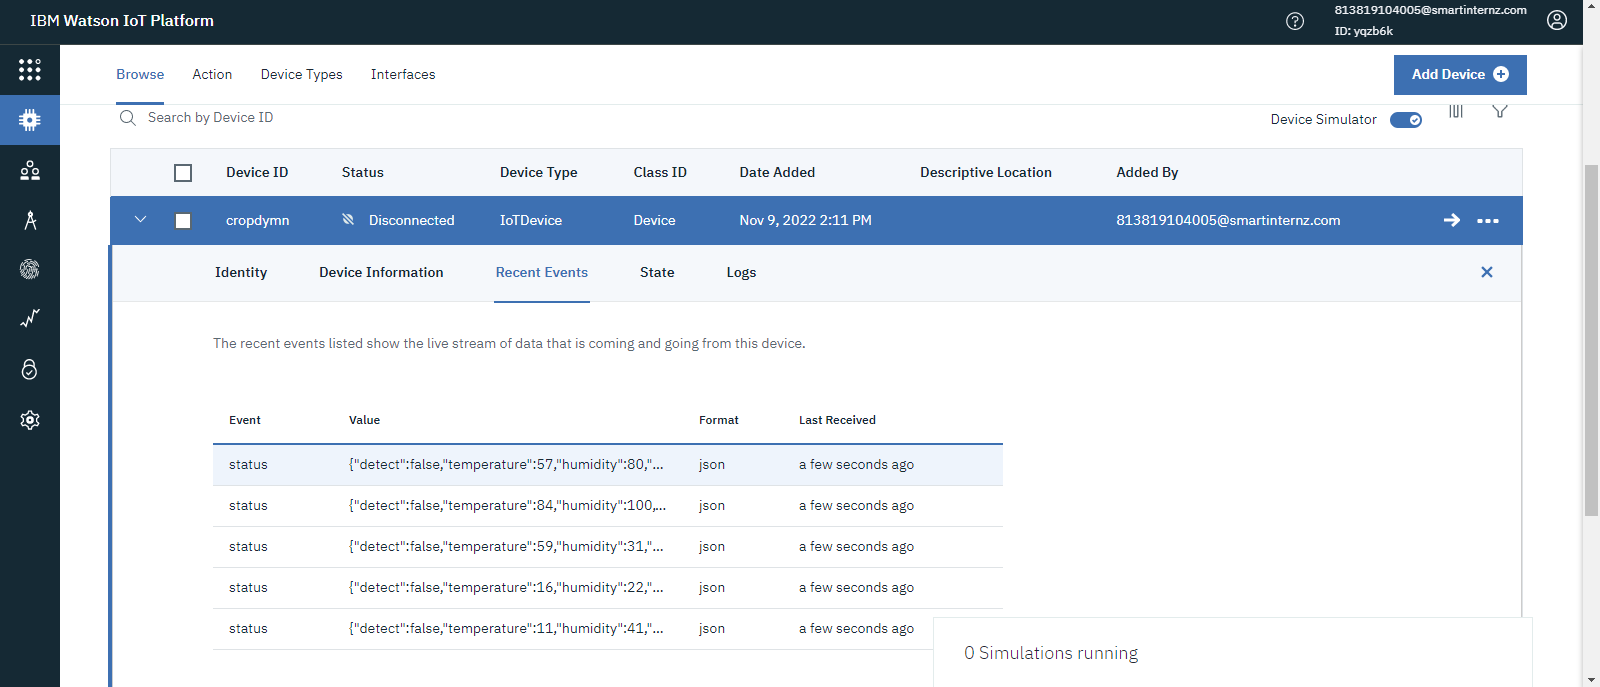 IBM Watson IoT Platform
813819104005@smartinternz.com
ID: yqzb6k
Browse Action Device Types Interfaces
Add Device
Search by Device ID
Device Simulator
Device ID Status Device Type Class ID Date Added Descriptive Location Added By
cropdymn Disconnected IoTDevice Device Nov 9, 2022 2:11 PM 813819104005@smartinternz.com
Identity Device Information Recent Events State Logs
The recent events listed show the live stream of data that is coming and going from this device.
Event Value Format Last Received
status {"detect":false,"temperature":57,"humidity":80,"... json a few seconds ago
status {"detect":false,"temperature":84,"humidity":100,... json a few seconds ago
status {"detect":false,"temperature":59,"humidity":31,"... json a few seconds ago
status {"detect":false,"temperature":16,"humidity":22,"... json a few seconds ago
status {"detect":false,"temperature":11,"humidity":41,"... json a few seconds ago
0 Simulations running